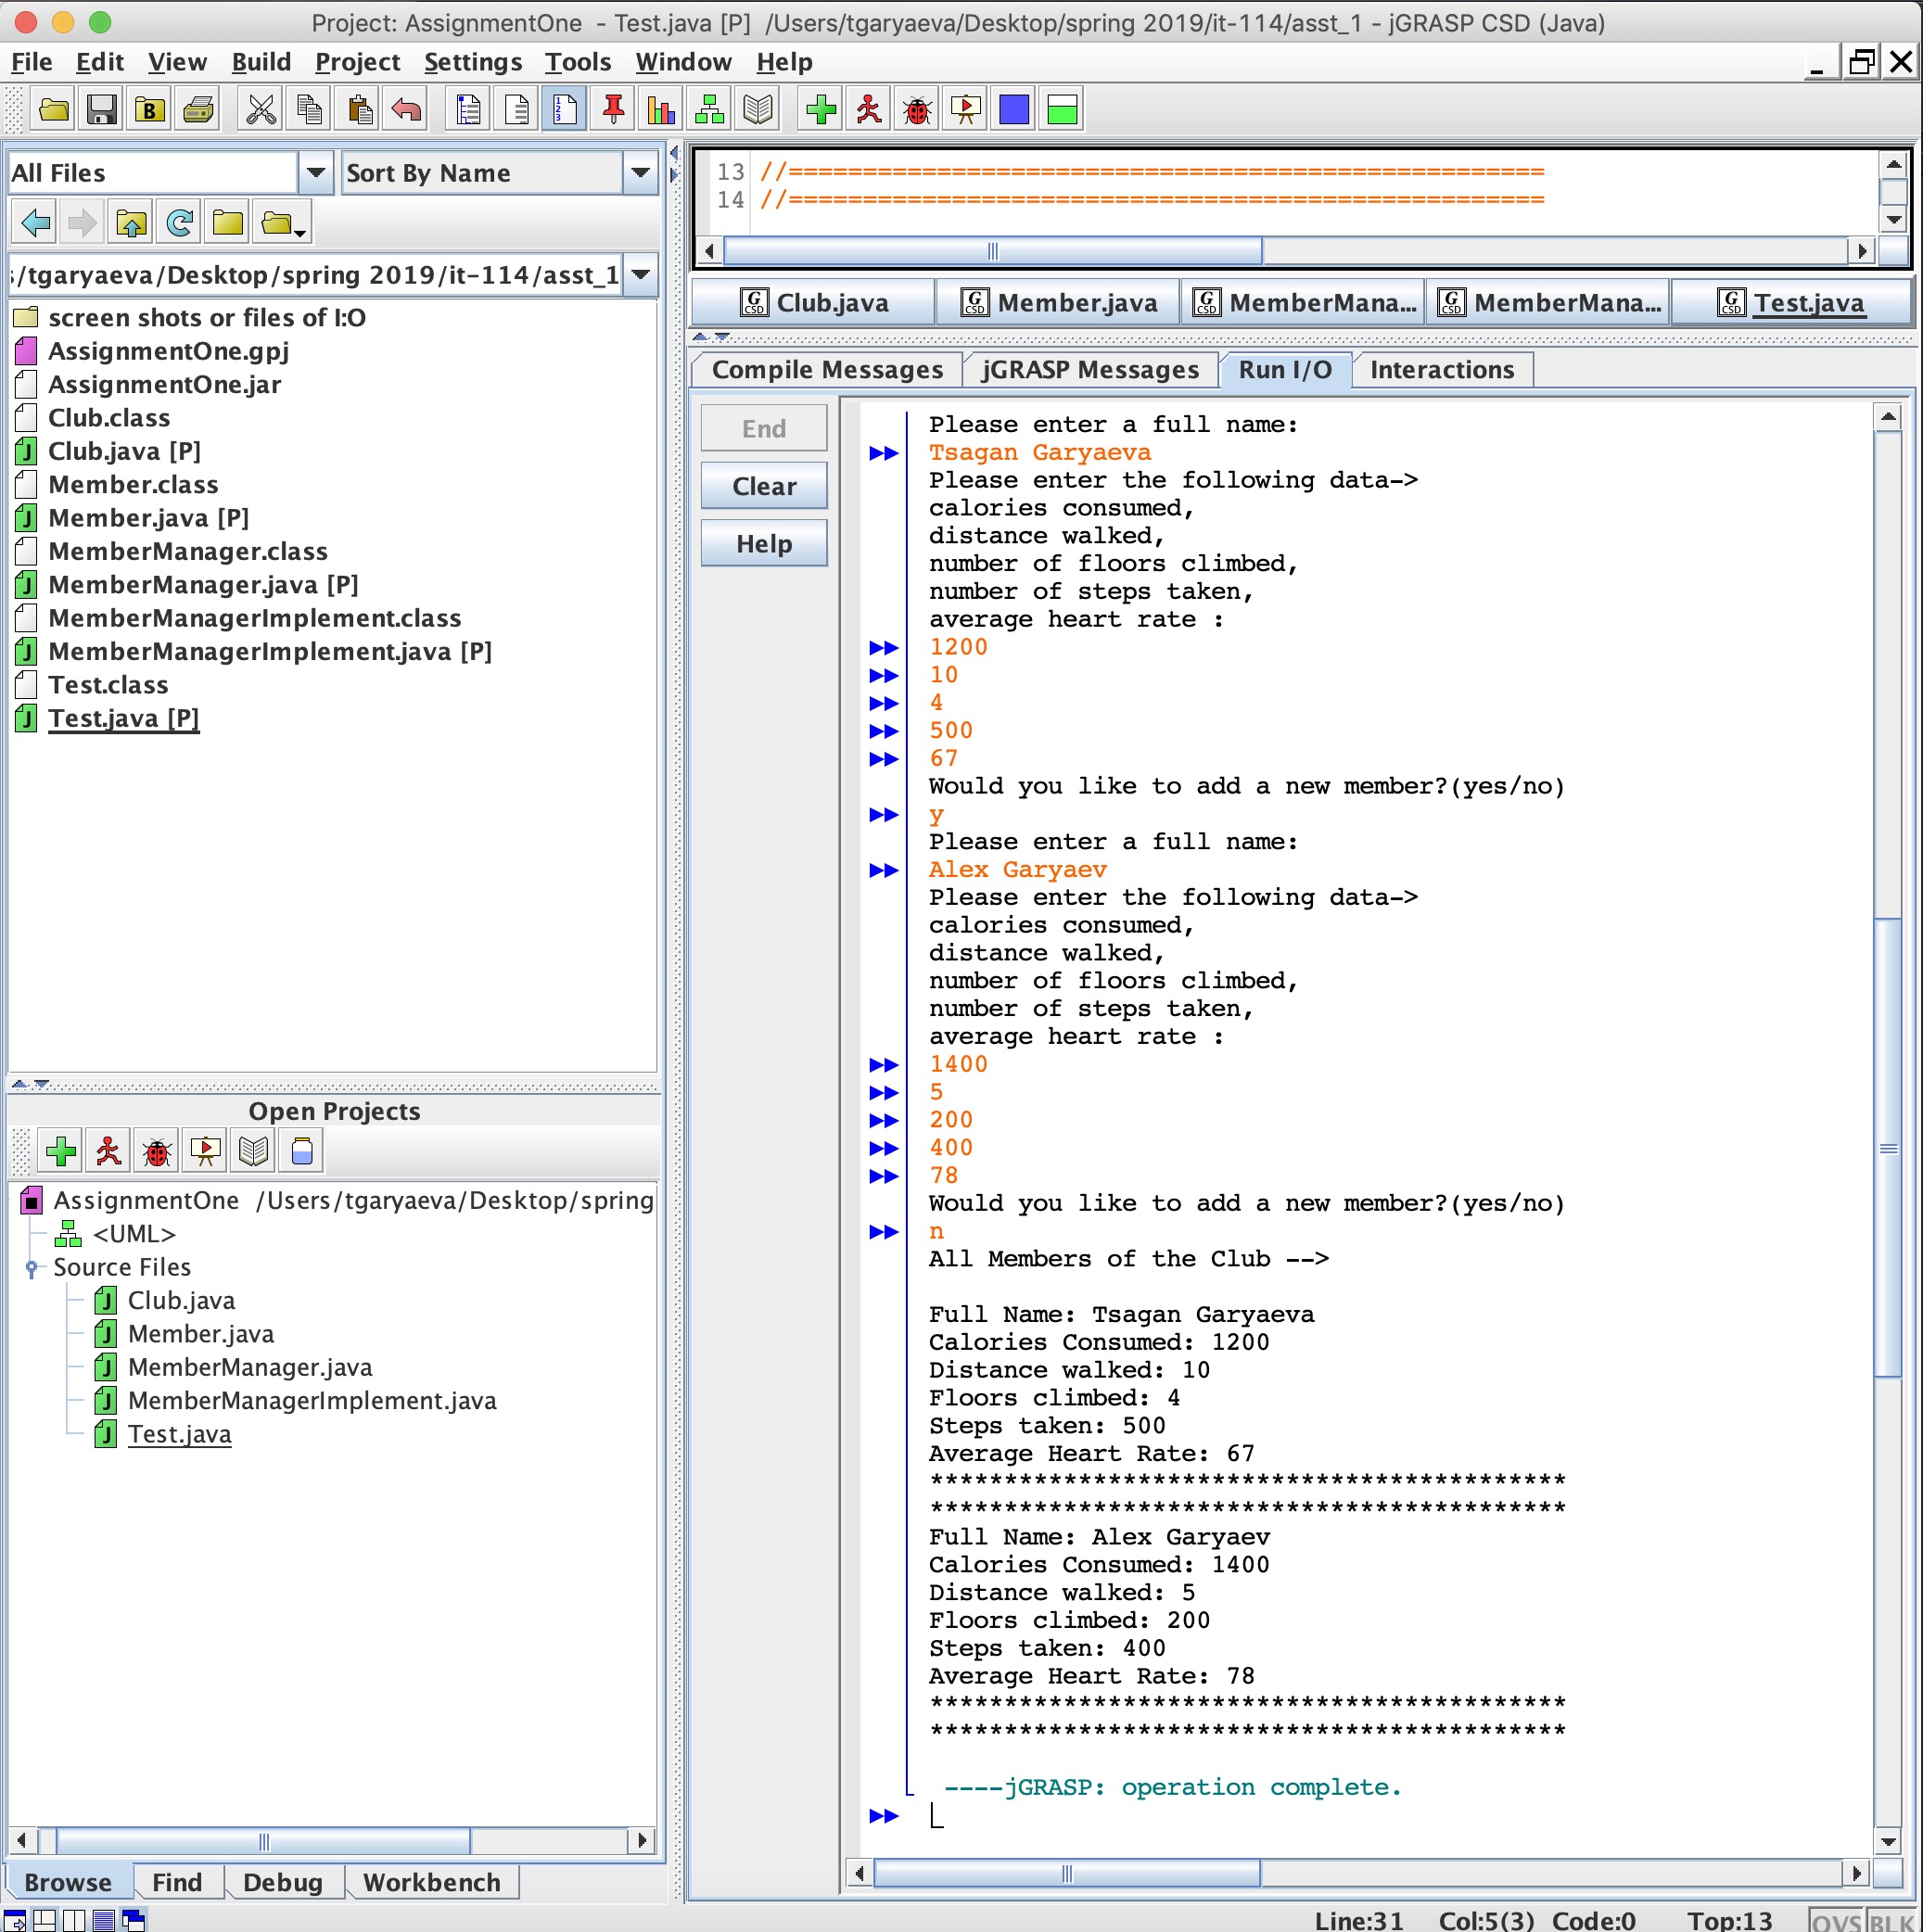 Project: AssignmentOne - Test.java [P] /Users/tgaryaeva/Desktop/spring 2019/it-114/asst_1 - jGRASP CSD (Java)
File Edit View Build Project Settings Tools Window Help
All Files
Sort By Name
/tgaryaeva/Desktop/spring 2019/it-114/asst_1
screen shots or files of I:O
AssignmentOne.gpj
AssignmentOne.jar
Club.class
Club.java [P]
Member.class
Member.java [P]
MemberManager.class
MemberManager.java [P]
MemberManagerImplement.class
MemberManagerImplement.java [P]
Test.class
Test.java [P]
Open Projects
AssignmentOne /Users/tgaryaeva/Desktop/spring
<UML>
Source Files
Club.java
Member.java
MemberManager.java
MemberManagerImplement.java
Test.java
Browse Find Debug Workbench
13 //===================================================
14 //===================================================
Club.java Member.java MemberMana... MemberMana... Test.java
Compile Messages jGRASP Messages Run I/O Interactions
End
Clear
Help
Please enter a full name:
Tsagan Garyaeva
Please enter the following data->
calories consumed,
distance walked,
number of floors climbed,
number of steps taken,
average heart rate :
1200
10
4
500
67
Would you like to add a new member?(yes/no)
y
Please enter a full name:
Alex Garyaev
Please enter the following data->
calories consumed,
distance walked,
number of floors climbed,
number of steps taken,
average heart rate :
1400
5
200
400
78
Would you like to add a new member?(yes/no)
n
All Members of the Club -->
Full Name: Tsagan Garyaeva
Calories Consumed: 1200
Distance walked: 10
Floors climbed: 4
Steps taken: 500
Average Heart Rate: 67
*******************************************
*******************************************
Full Name: Alex Garyaev
Calories Consumed: 1400
Distance walked: 5
Floors climbed: 200
Steps taken: 400
Average Heart Rate: 78
*******************************************
*******************************************
----jGRASP: operation complete.
Line:31 Col:5(3) Code:0 Top:13 OVS BLK